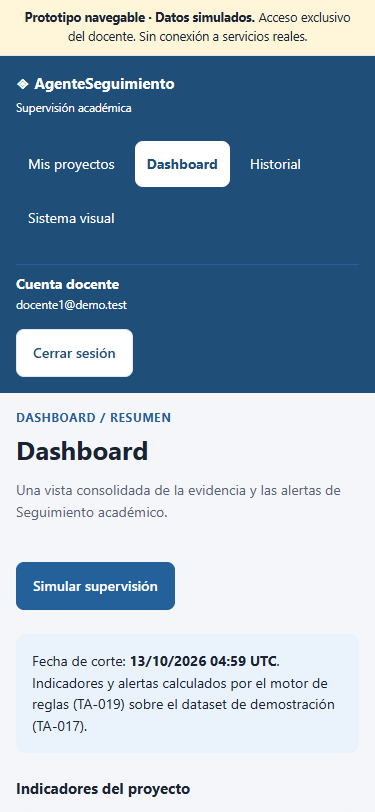 Prototipo navegable · Datos simulados. Acceso exclusivo
del docente. Sin conexión a servicios reales.
❖ AgenteSeguimiento
Supervisión académica
Mis proyectos
Dashboard
Historial
Sistema visual
Cuenta docente
docente1@demo.test
Cerrar sesión
DASHBOARD / RESUMEN
Dashboard
Una vista consolidada de la evidencia y las alertas de
Seguimiento académico.
Simular supervisión
Fecha de corte: 13/10/2026 04:59 UTC.
Indicadores y alertas calculados por el motor de
reglas (TA-019) sobre el dataset de demostración
(TA-017).
Indicadores del proyecto